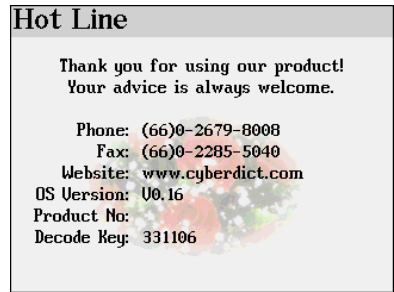 Hot Line
Thank you for using our product!
Your advice is always welcome.
Phone: (66)0-2679-8008
Fax: (66)0-2285-5040
Website: www.cyberdict.com
OS Version: V0.16
Product No:
Decode Key: 331106